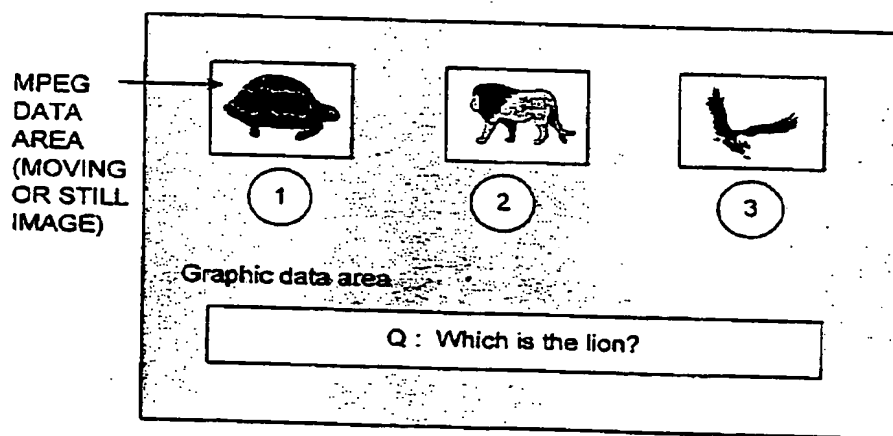 MPEG
DATA
AREA
(MOVING
OR STILL
IMAGE)
1 2 3
Graphic data area
Q : Which is the lion?